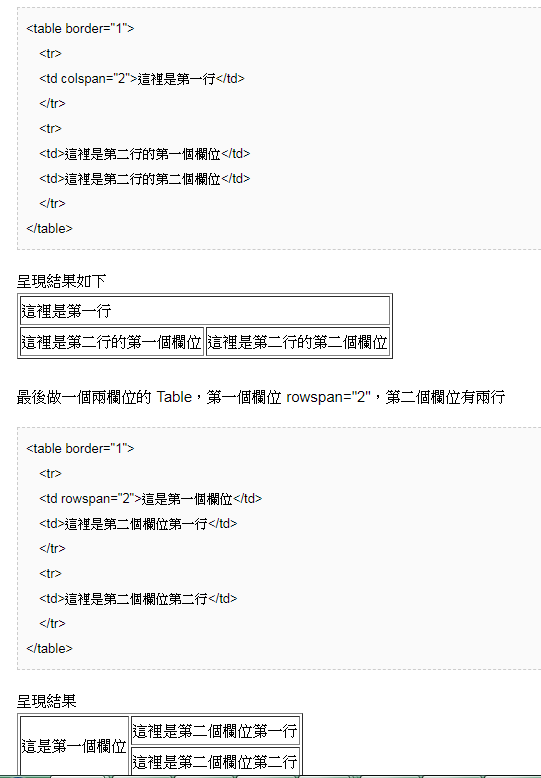 <table border="1">
<tr>
<td colspan="2">這裡是第一行</td>
</tr>
<tr>
<td>這裡是第二行的第一個欄位</td>
<td>這裡是第二行的第二個欄位</td>
</tr>
</table>
呈現結果如下
這裡是第一行
這裡是第二行的第一個欄位 這裡是第二行的第二個欄位
最後做一個兩欄位的 Table，第一個欄位 rowspan="2"，第二個欄位有兩行
<table border="1">
<tr>
<td rowspan="2">這是第一個欄位</td>
<td>這裡是第二個欄位第一行</td>
</tr>
<tr>
<td>這裡是第二個欄位第二行</td>
</tr>
</table>
呈現結果
這是第一個欄位
這裡是第二個欄位第一行
這裡是第二個欄位第二行